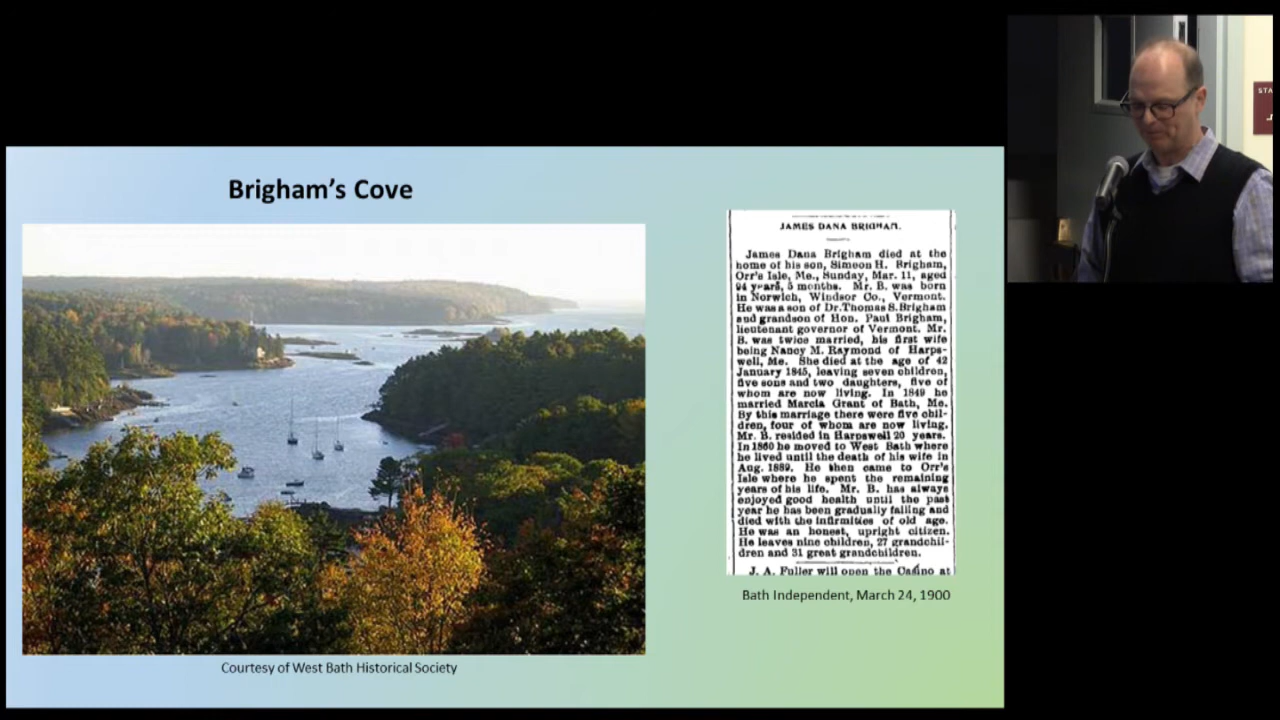 Brigham's Cove
JAMES DANA BRIGHAM.
James Dana Brigham died at the
home of his son, Simeon H. Brigham,
Orr's Isle, Me., Sunday, Mar. 11, aged
94 years, 5 months. Mr. B. was born
in Norwich, Windsor Co., Vermont.
He was a son of Dr. Thomas S. Brigham
and grandson of Hon. Paul Brigham,
lieutenant governor of Vermont. Mr.
B. was twice married, his first wife
being Nancy M. Raymond of Harps-
well, Me. She died at the age of 42
January 1845, leaving seven children,
five sons and two daughters, five of
whom are now living. In 1849 he
married Marcia Grant of Bath, Me.
By this marriage there were five chil-
dren, four of whom are now living.
Mr. B. resided in Harpswell 20 years.
In 1860 he moved to West Bath where
he lived until the death of his wife in
Aug. 1889. He then came to Orr's
Isle where he spent the remaining
years of his life. Mr. B. has always
enjoyed good health until the past
year he has been gradually failing and
died with the infirmities of old age.
He was an honest, upright citizen.
He leaves nine children, 27 grandchil-
dren and 31 great grandchildren.
J. A. Fuller will open the Casino at
Bath Independent, March 24, 1900
Courtesy of West Bath Historical Society
STA